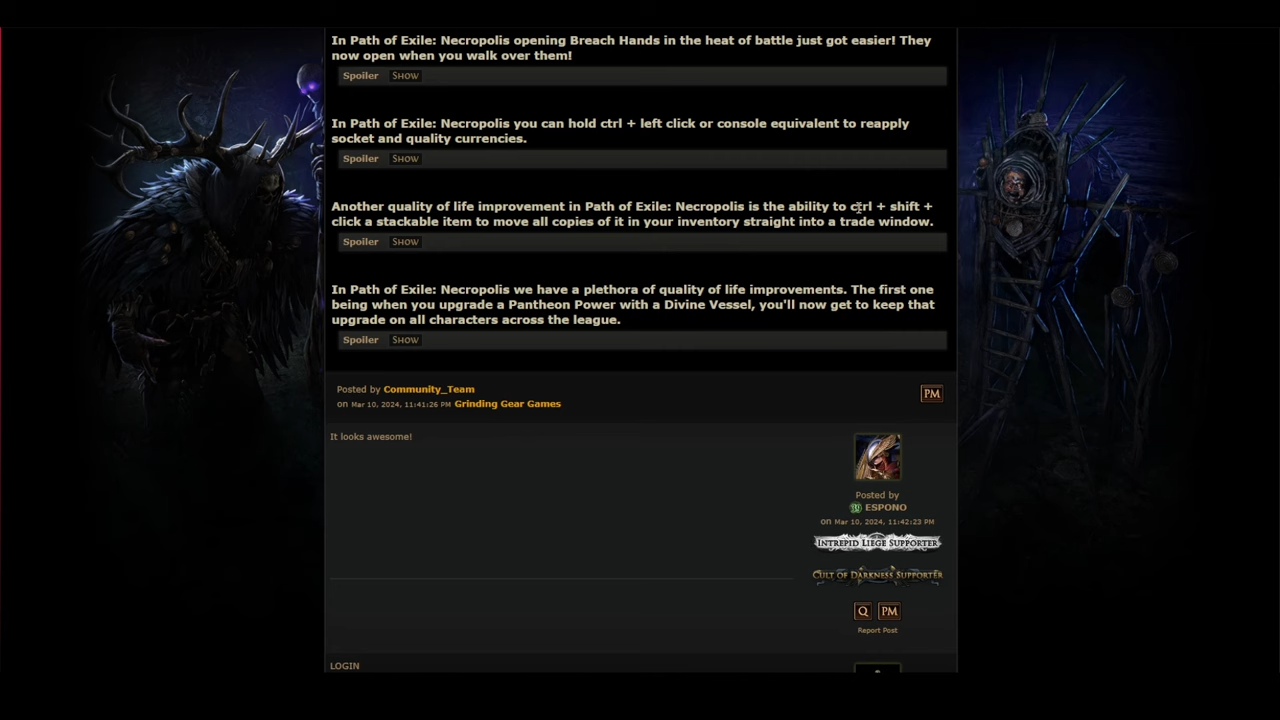 In Path of Exile: Necropolis opening Breach Hands in the heat of battle just got easier! They
now open when you walk over them!
Spoiler SHOW
In Path of Exile: Necropolis you can hold ctrl + left click or console equivalent to reapply
socket and quality currencies.
Spoiler SHOW
Another quality of life improvement in Path of Exile: Necropolis is the ability to ctrl + shift +
click a stackable item to move all copies of it in your inventory straight into a trade window.
Spoiler SHOW
In Path of Exile: Necropolis we have a plethora of quality of life improvements. The first one
being when you upgrade a Pantheon Power with a Divine Vessel, you'll now get to keep that
upgrade on all characters across the league.
Spoiler SHOW
Posted by Community_Team
on Mar 10, 2024, 11:41:26 PM Grinding Gear Games
PM
It looks awesome!
Posted by
ESPONO
on Mar 10, 2024, 11:42:23 PM
INTREPID LIEGE SUPPORTER
CULT OF DARKNESS SUPPORTER
Q PM
Report Post
LOGIN